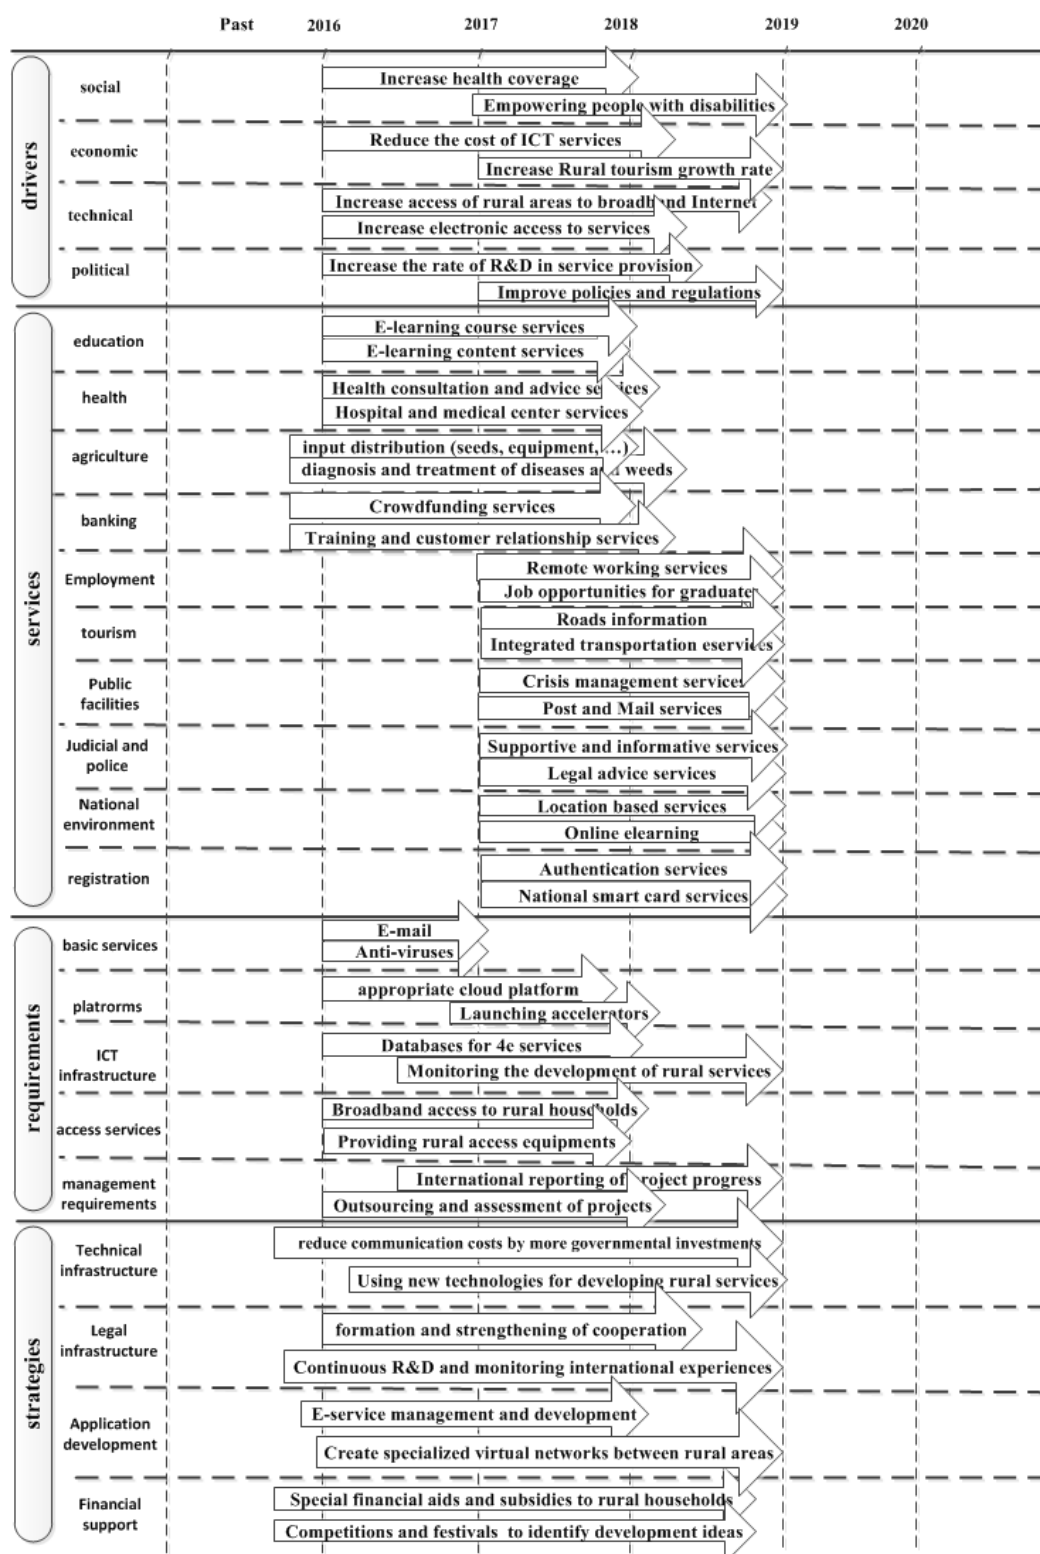 Past 2016 2017 2018 2019 2020
drivers
social
Increase health coverage
Empowering people with disabilities
economic
Reduce the cost of ICT services
Increase Rural tourism growth rate
technical
Increase access of rural areas to broadband Internet
Increase electronic access to services
political
Increase the rate of R&D in service provision
Improve policies and regulations
services
education
E-learning course services
E-learning content services
health
Health consultation and advice services
Hospital and medical center services
agriculture
input distribution (seeds, equipment, …)
diagnosis and treatment of diseases and weeds
banking
Crowdfunding services
Training and customer relationship services
Employment
Remote working services
Job opportunities for graduate
tourism
Roads information
Integrated transportation eservices
Public
facilities
Crisis management services
Post and Mail services
Judicial and
police
Supportive and informative services
Legal advice services
National
environment
Location based services
Online elearning
registration
Authentication services
National smart card services
requirements
basic services
E-mail
Anti-viruses
platrorms
appropriate cloud platform
Launching accelerators
ICT
infrastructure
Databases for 4e services
Monitoring the development of rural services
access services
Broadband access to rural households
Providing rural access equipments
management
requirements
International reporting of project progress
Outsourcing and assessment of projects
strategies
Technical
infrastructure
reduce communication costs by more governmental investments
Using new technologies for developing rural services
Legal
infrastructure
formation and strengthening of cooperation
Continuous R&D and monitoring international experiences
Application
development
E-service management and development
Create specialized virtual networks between rural areas
Financial
support
Special financial aids and subsidies to rural households
Competitions and festivals to identify development ideas